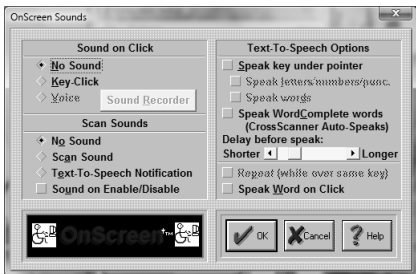 OnScreen Sounds
Sound on Click
No Sound
Key-Click
Voice
Sound Recorder
Scan Sounds
No Sound
Scan Sound
Text-To-Speech Notification
Sound on Enable/Disable
OnScreen™
Text-To-Speech Options
Speak key under pointer
Speak letters/numbers/punc.
Speak words
Speak WordComplete words
(CrossScanner Auto-Speaks)
Delay before speak:
Shorter Longer
Repeat (while over same key)
Speak Word on Click
OK Cancel Help